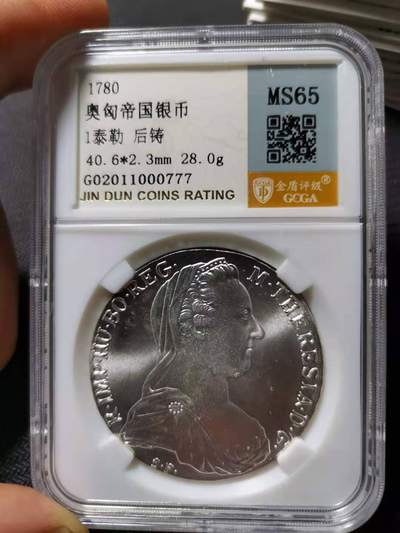 1780
奥匈帝国银币
1泰勒 后铸
40.6*2.3mm 28.0g
G02011000777
JIN DUN COINS RATING
MS65
金盾评级®
GCGA
R·IMP·HU·BO·REG·
M·THERESIA·D·G·
S.F.